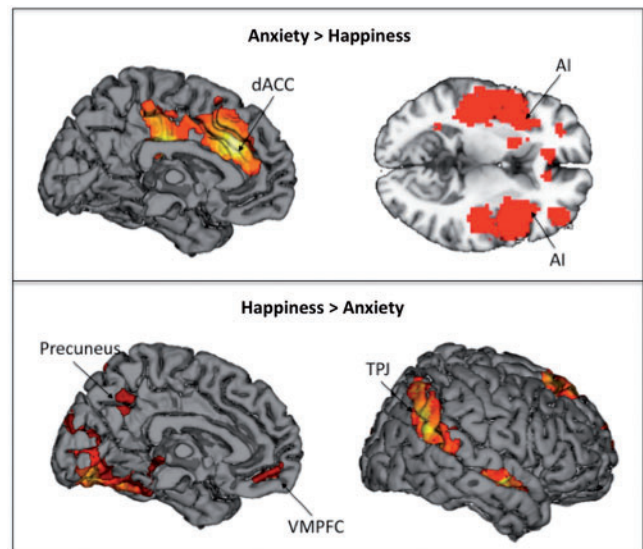 Anxiety > Happiness
dACC
AI
AI
Happiness > Anxiety
Precuneus
TPJ
VMPFC